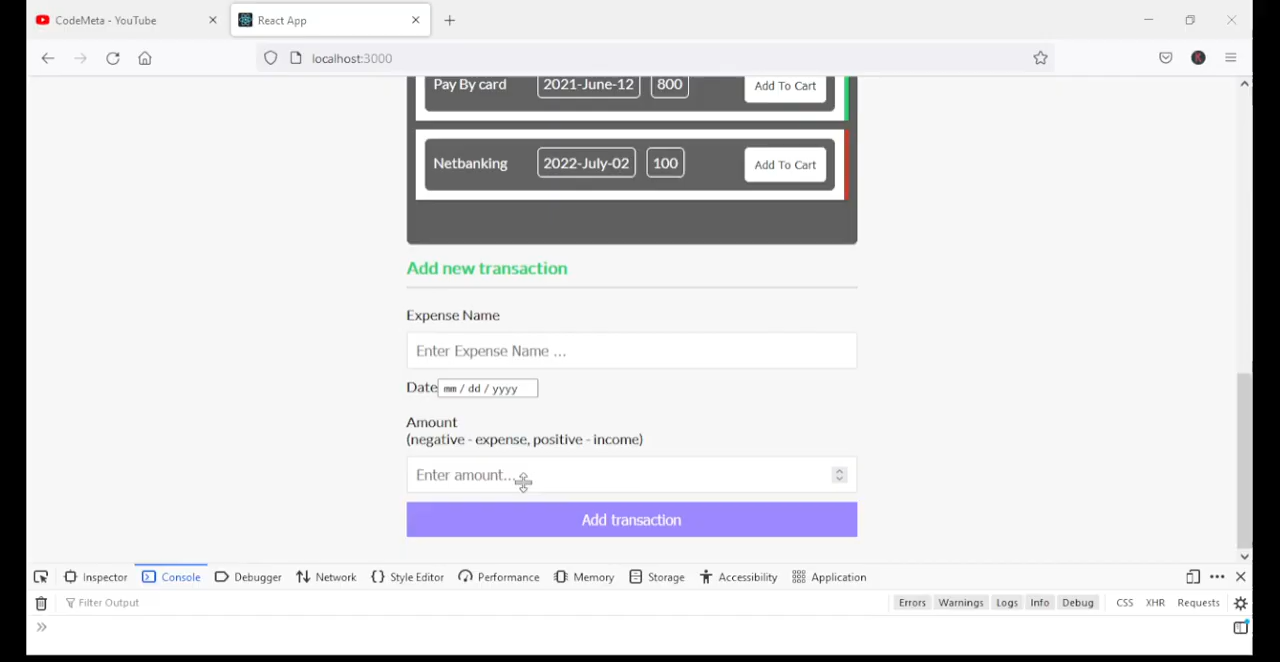 CodeMeta - YouTube
React App
localhost:3000
K
Pay By card 2021-June-12 800 Add To Cart
Netbanking 2022-July-02 100 Add To Cart
Add new transaction
Expense Name
Enter Expense Name ...
Date mm / dd / yyyy
Amount
(negative - expense, positive - income)
Enter amount...
Add transaction
Inspector Console Debugger Network Style Editor Performance Memory Storage Accessibility Application
Filter Output Errors Warnings Logs Info Debug CSS XHR Requests